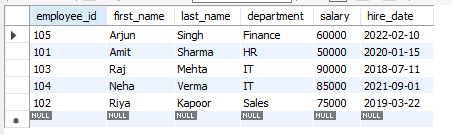 employee_id first_name last_name department salary hire_date
105 Arjun Singh Finance 60000 2022-02-10
101 Amit Sharma HR 50000 2020-01-15
103 Raj Mehta IT 90000 2018-07-11
104 Neha Verma IT 85000 2021-09-01
102 Riya Kapoor Sales 75000 2019-03-22
NULL NULL NULL NULL NULL NULL